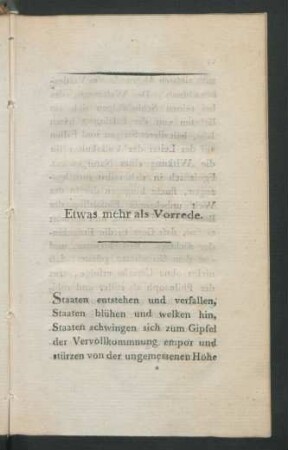 Etwas mehr als Vorrede.
Staaten entstehen und verfallen,
Staaten blühen und welken hin,
Staaten schwingen sich zum Gipfel
der Vervollkommnung empor und
stürzen von der ungemessenen Höhe